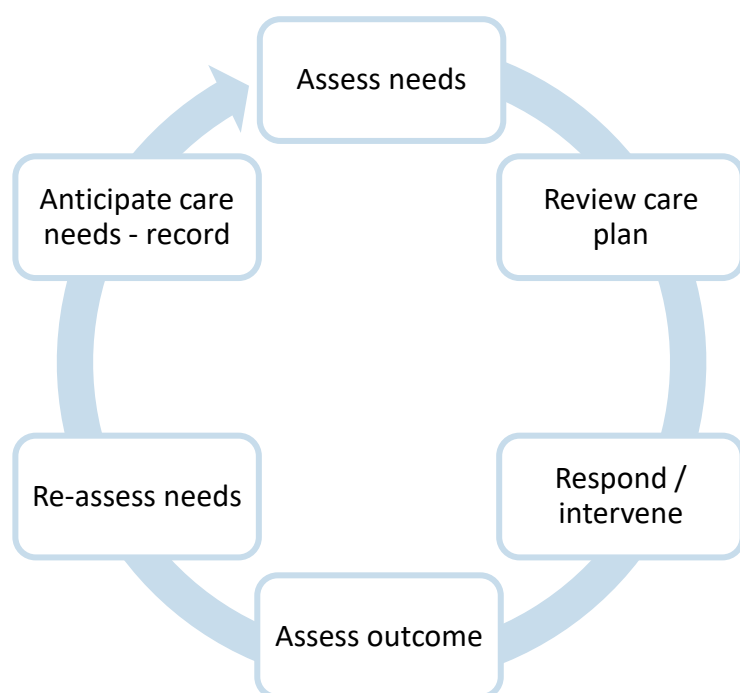 Assess needs
Review care
plan
Respond /
intervene
Assess outcome
Re-assess needs
Anticipate care
needs - record